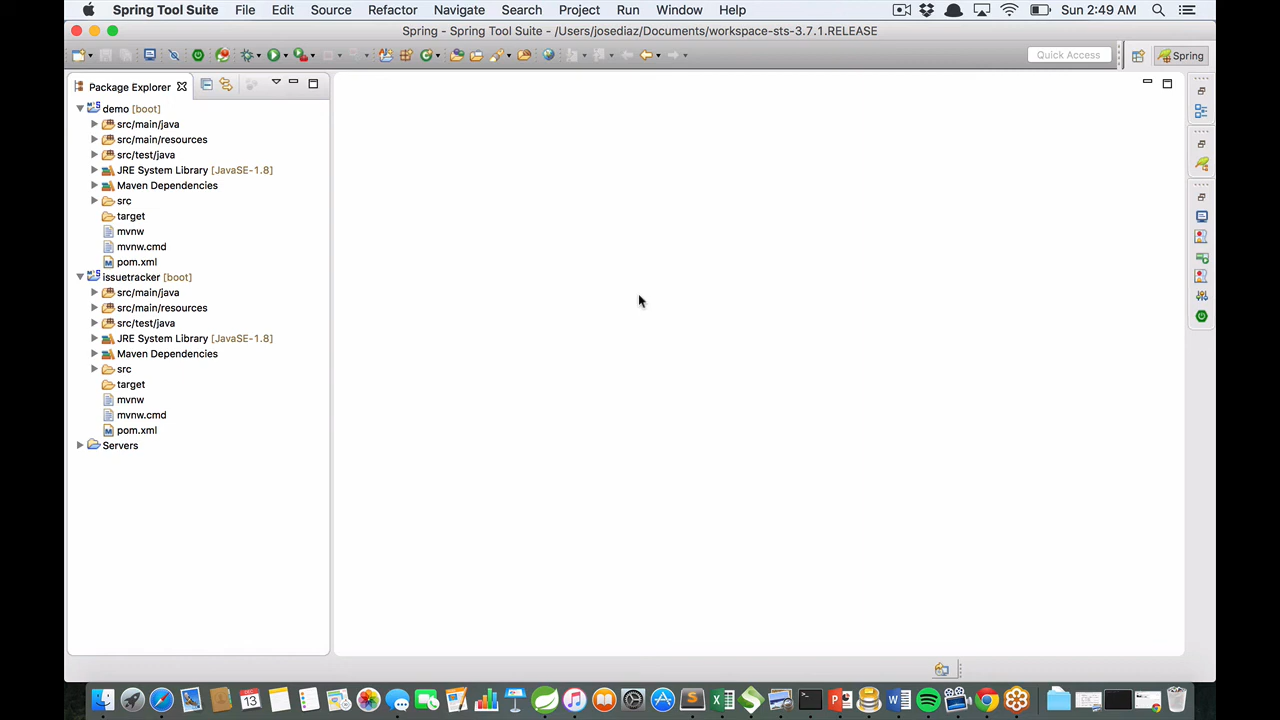 Spring Tool Suite File Edit Source Refactor Navigate Search Project Run Window Help Sun 2:49 AM
Spring - Spring Tool Suite - /Users/josediaz/Documents/workspace-sts-3.7.1.RELEASE
Quick Access Spring
Package Explorer
demo [boot]
src/main/java
src/main/resources
src/test/java
JRE System Library [JavaSE-1.8]
Maven Dependencies
src
target
mvnw
mvnw.cmd
pom.xml
issuetracker [boot]
src/main/java
src/main/resources
src/test/java
JRE System Library [JavaSE-1.8]
Maven Dependencies
src
target
mvnw
mvnw.cmd
pom.xml
Servers